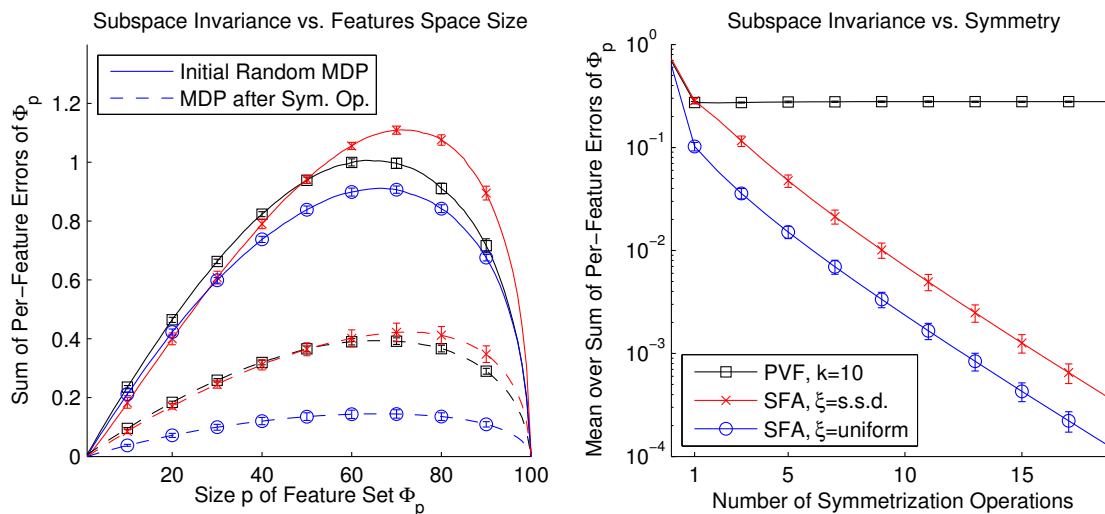 Subspace Invariance vs. Features Space Size
Sum of Per−Feature Errors of Φp
1.2
1
0.8
0.6
0.4
0.2
0
Initial Random MDP
MDP after Sym. Op.
20 40 60 80 100
Size p of Feature Set Φp
Subspace Invariance vs. Symmetry
Mean over Sum of Per−Feature Errors of Φp
10^0
10^−1
10^−2
10^−3
10^−4
PVF, k=10
SFA, ξ=s.s.d.
SFA, ξ=uniform
1 5 10 15
Number of Symmetrization Operations